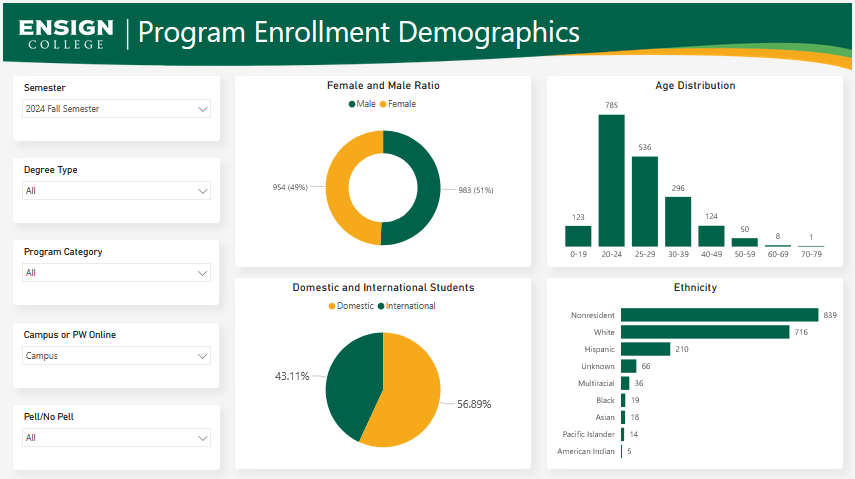 ENSIGN
COLLEGE
Program Enrollment Demographics
Semester
2024 Fall Semester
Degree Type
All
Program Category
All
Campus or PW Online
Campus
Pell/No Pell
All
Female and Male Ratio
Male Female
954 (49%)
983 (51%)
Age Distribution
785
536
296
123
124
50
8
1
0-19 20-24 25-29 30-39 40-49 50-59 60-69 70-79
Domestic and International Students
Domestic International
43.11%
56.89%
Ethnicity
Nonresident 839
White 716
Hispanic 210
Unknown 66
Multiracial 36
Black 19
Asian 18
Pacific Islander 14
American Indian 5